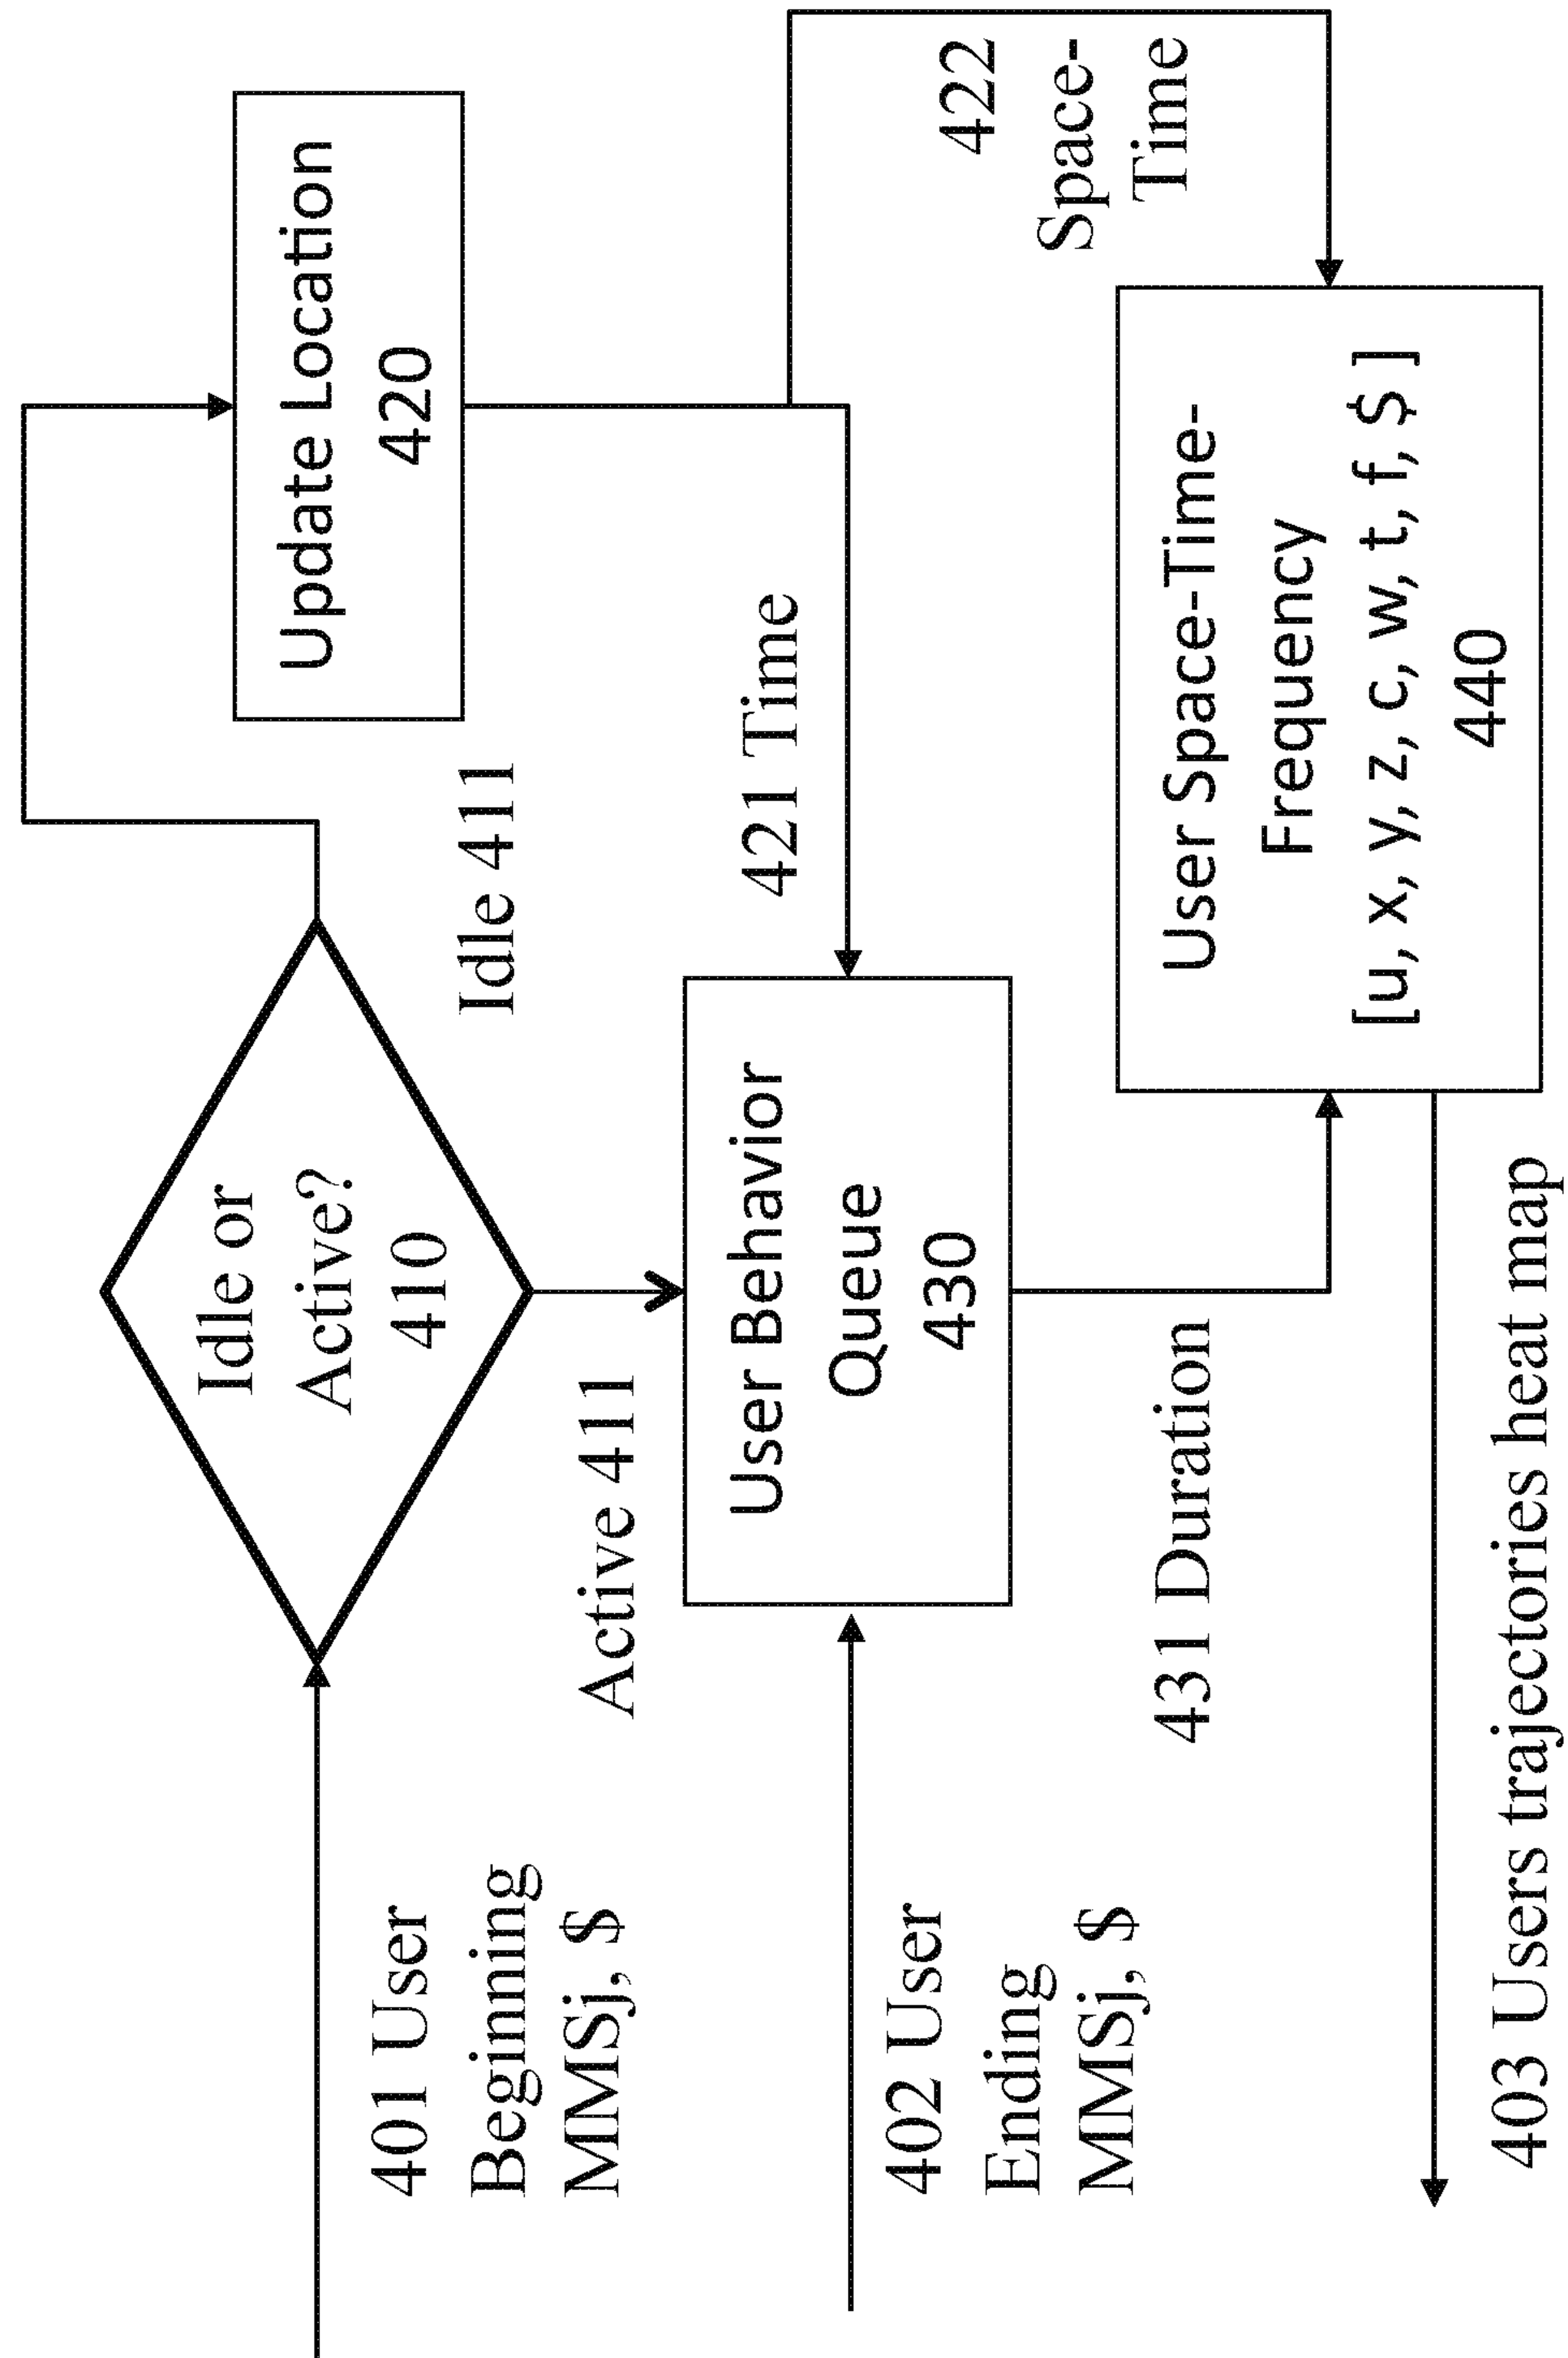 Idle or
Active?
410
Update Location
420
Idle 411
401 User
Beginning
MMSj, $
Active 411
421 Time
User Behavior
Queue
430
402 User
Ending
MMSj, $
422
Space-
Time
431 Duration
User Space-Time-
Frequency
[u, x, y, z, c, w, t, f, $ ]
440
403 Users trajectories heat map